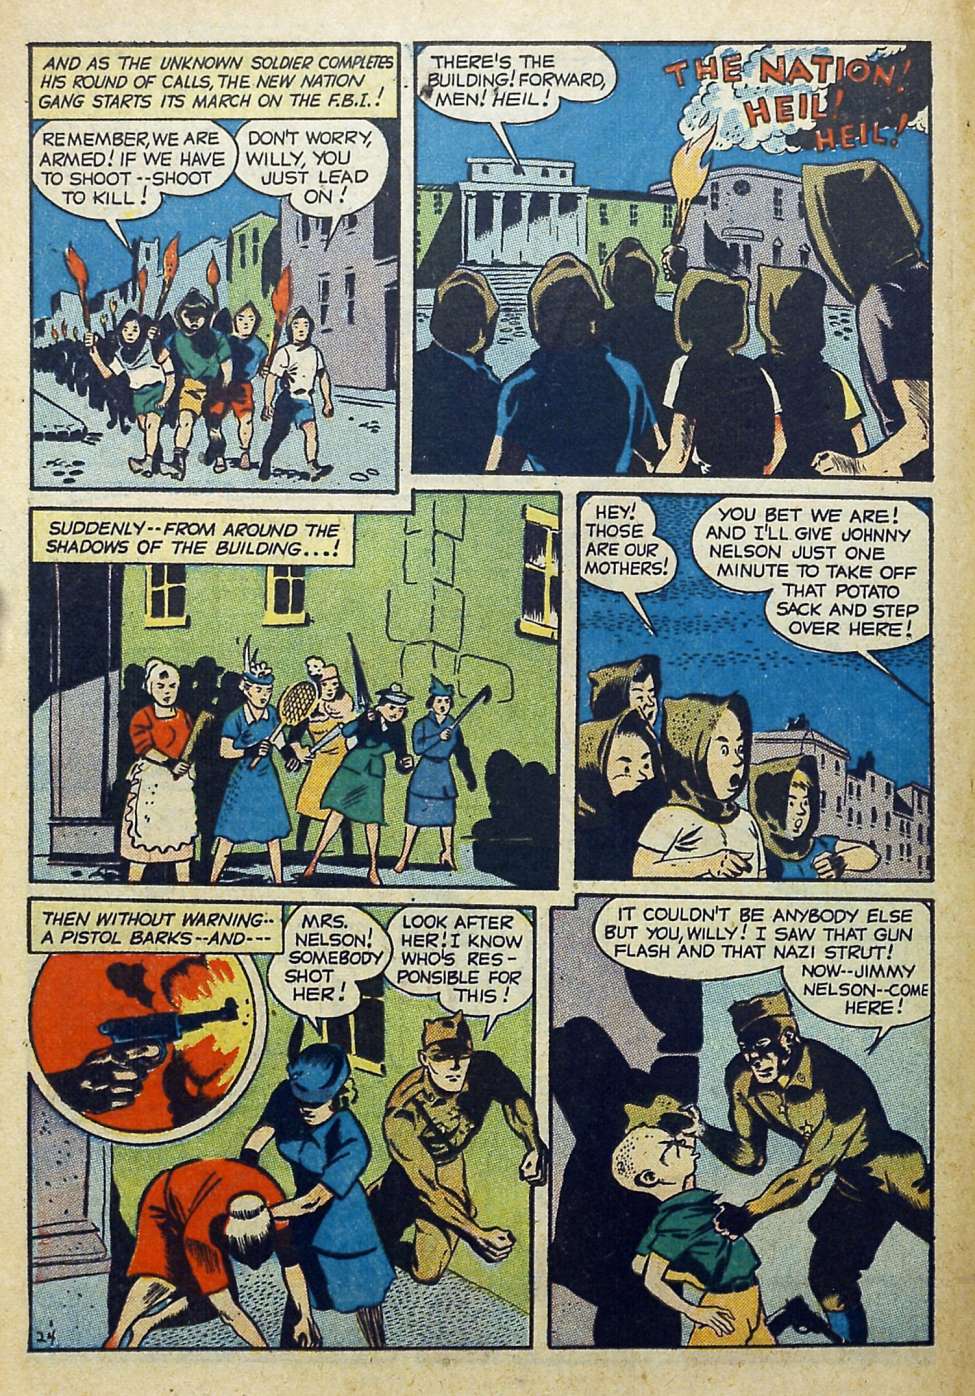 AND AS THE UNKNOWN SOLDIER COMPLETES
HIS ROUND OF CALLS, THE NEW NATION
GANG STARTS ITS MARCH ON THE F.B.I.!
REMEMBER, WE ARE
ARMED! IF WE HAVE
TO SHOOT--SHOOT
TO KILL!
DON'T WORRY,
WILLY, YOU
JUST LEAD
ON!
THERE'S THE
BUILDING! FORWARD,
MEN! HEIL!
THE NATION!
HEIL!
HEIL!
SUDDENLY--FROM AROUND THE
SHADOWS OF THE BUILDING...!
HEY!
THOSE
ARE OUR
MOTHERS!
YOU BET WE ARE!
AND I'LL GIVE JOHNNY
NELSON JUST ONE
MINUTE TO TAKE OFF
THAT POTATO
SACK AND STEP
OVER HERE!
THEN WITHOUT WARNING--
A PISTOL BARKS--AND---
MRS.
NELSON!
SOMEBODY
SHOT
HER!
LOOK AFTER
HER! I KNOW
WHO'S RES-
PONSIBLE FOR
THIS!
IT COULDN'T BE ANYBODY ELSE
BUT YOU, WILLY! I SAW THAT GUN
FLASH AND THAT NAZI STRUT!
NOW--JIMMY
NELSON--COME
HERE!
24